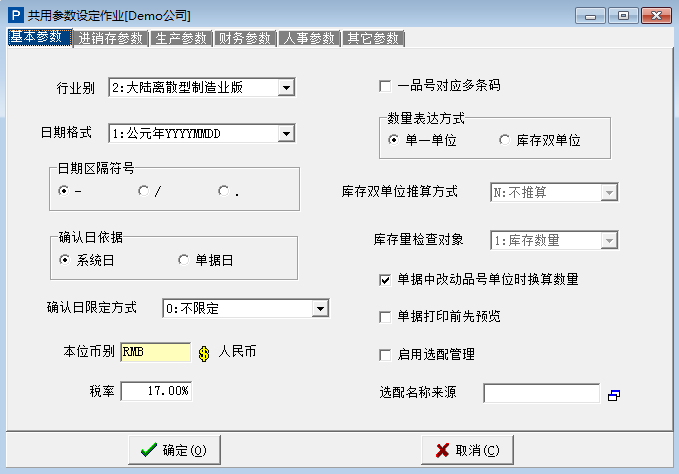 共用参数设定作业[Demo公司]
基本参数 进销存参数 生产参数 财务参数 人事参数 其它参数
行业别 2:大陆离散型制造业版
日期格式 1:公元年YYYYMMDD
日期区隔符号
- / .
确认日依据
系统日 单据日
确认日限定方式 0:不限定
本位币别 RMB 人民币
税率 17.00%
一品号对应多条码
数量表达方式
单一单位 库存双单位
库存双单位推算方式 N:不推算
库存量检查对象 1:库存数量
单据中改动品号单位时换算数量
单据打印前先预览
启用选配管理
选配名称来源
确定(O) 取消(C)